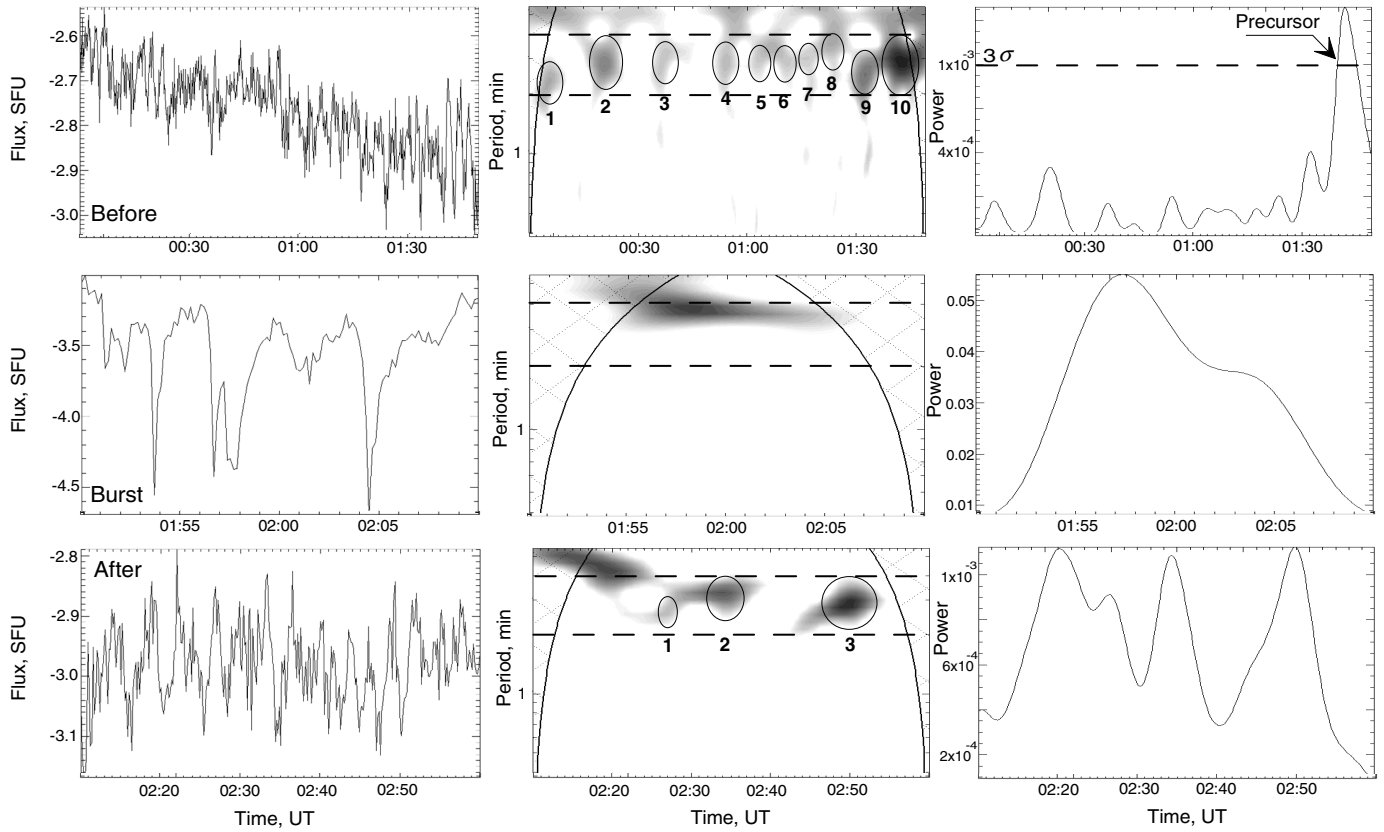 Flux, SFU
-2.6
-2.7
-2.8
-2.9
-3.0
Before
00:30 01:00 01:30
Period, min
1
1 2 3 4 5 6 7 8 9 10
00:30 01:00 01:30
Power
1x10-3
4x10-4
3σ
Precursor
00:30 01:00 01:30
Flux, SFU
-3.5
-4.0
-4.5
Burst
01:55 02:00 02:05
Period, min
1
01:55 02:00 02:05
Power
0.05
0.04
0.03
0.02
0.01
01:55 02:00 02:05
Flux, SFU
-2.8
-2.9
-3.0
-3.1
After
02:20 02:30 02:40 02:50
Time, UT
Period, min
1
1 2 3
02:20 02:30 02:40 02:50
Time, UT
Power
1x10-3
6x10-4
2x10-4
02:20 02:30 02:40 02:50
Time, UT